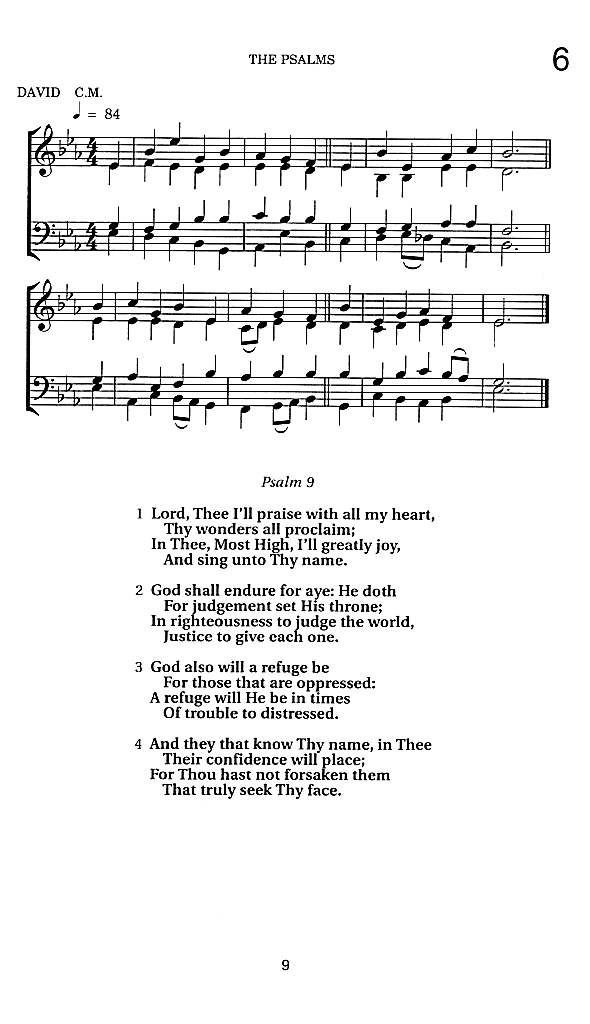 THE PSALMS
6
DAVID C.M.
♩ = 84
Psalm 9
1 Lord, Thee I'll praise with all my heart,
Thy wonders all proclaim;
In Thee, Most High, I'll greatly joy,
And sing unto Thy name.
2 God shall endure for aye: He doth
For judgement set His throne;
In righteousness to judge the world,
Justice to give each one.
3 God also will a refuge be
For those that are oppressed:
A refuge will He be in times
Of trouble to distressed.
4 And they that know Thy name, in Thee
Their confidence will place;
For Thou hast not forsaken them
That truly seek Thy face.
9